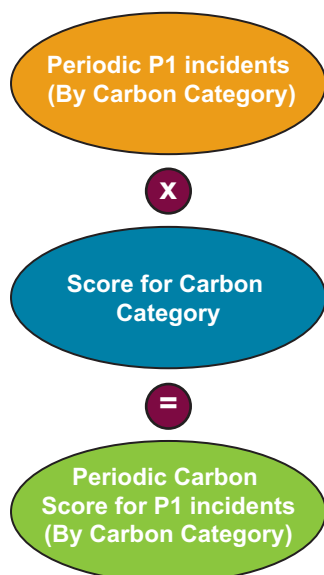 Periodic P1 incidents
(By Carbon Category)
x
Score for Carbon
Category
=
Periodic Carbon
Score for P1 incidents
(By Carbon Category)